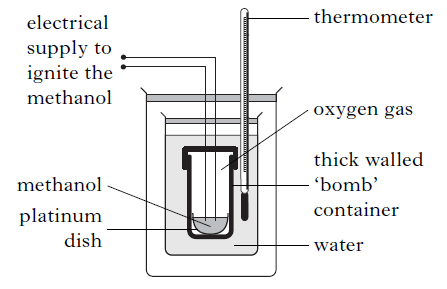 electrical
supply to
ignite the
methanol
thermometer
oxygen gas
thick walled
‘bomb’
container
methanol
platinum
dish
water